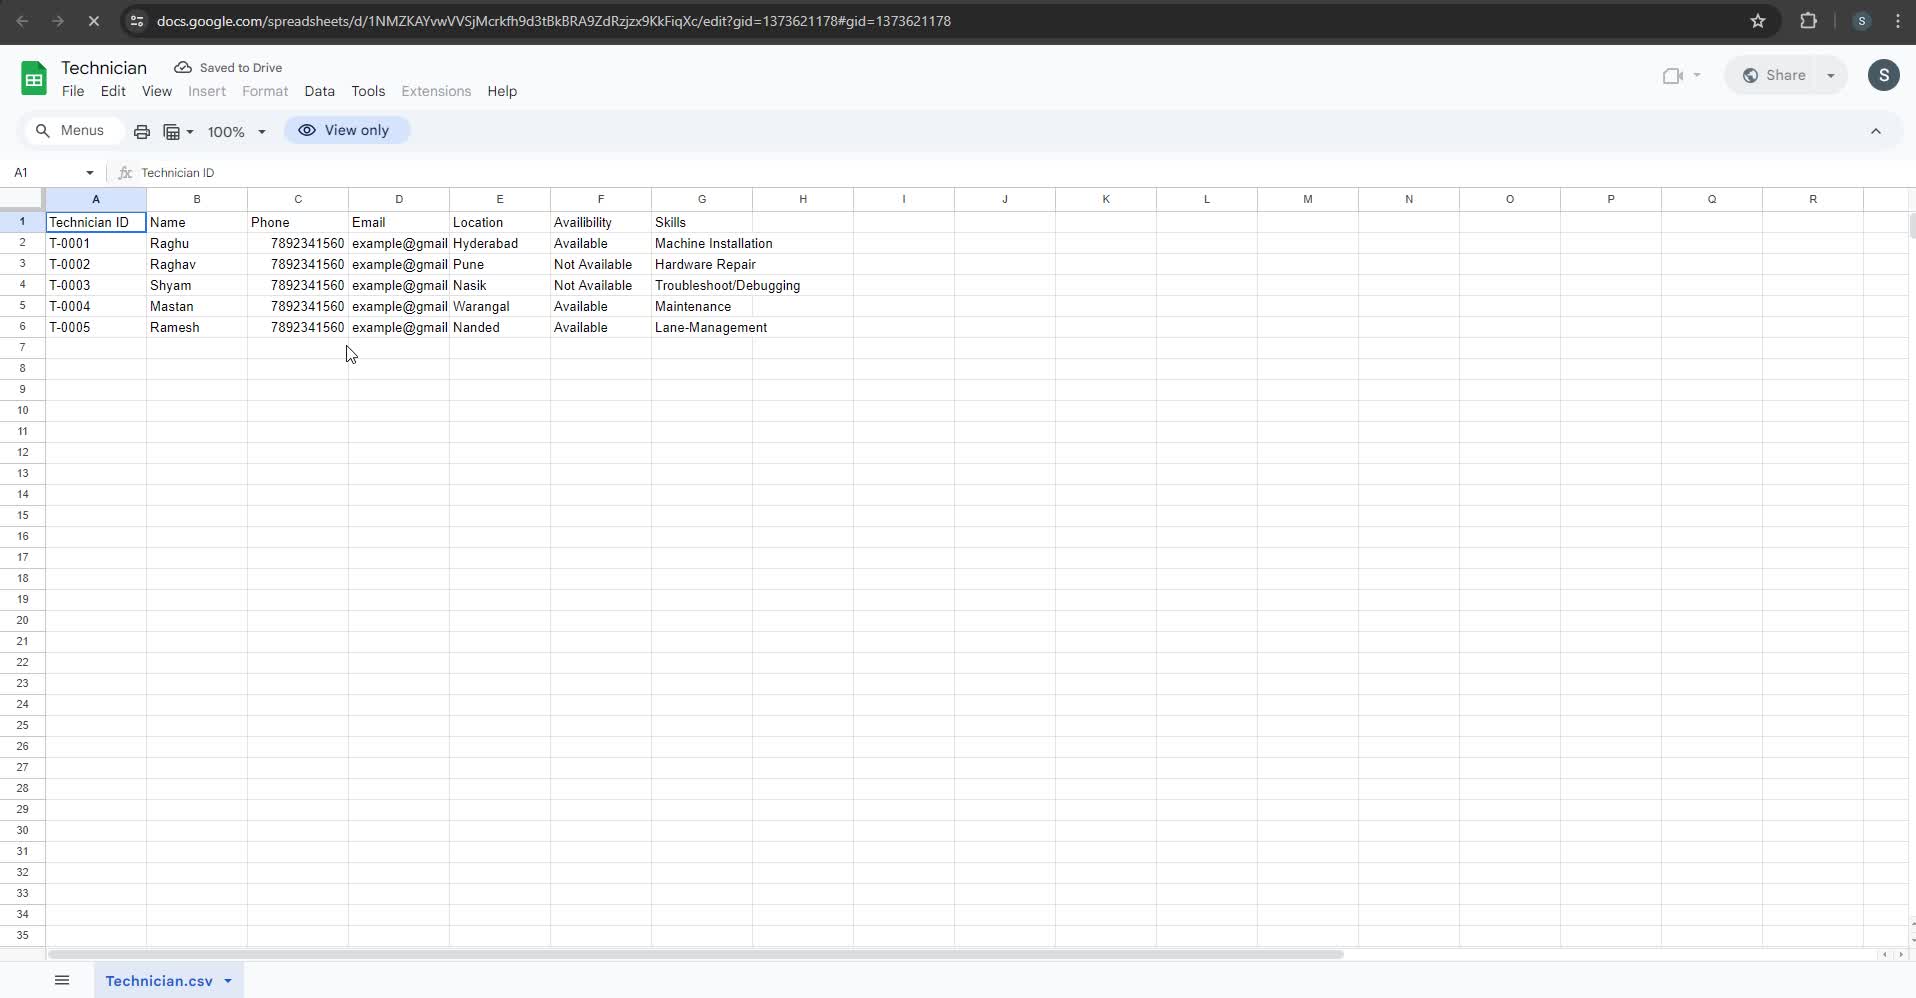 docs.google.com/spreadsheets/d/1NMZKAYvwVVSjMcrkfh9d3tBkBRA9ZdRzjzx9KkFiqXc/edit?gid=1373621178#gid=1373621178 S
Technician Saved to Drive
File Edit View Insert Format Data Tools Extensions Help
Share S
Menus 100% View only
A1 fx Technician ID
A B C D E F G H I J K L M N O P Q R
1 Technician ID Name Phone Email Location Availibility Skills
2 T-0001 Raghu 7892341560 example@gmail Hyderabad Available Machine Installation
3 T-0002 Raghav 7892341560 example@gmail Pune Not Available Hardware Repair
4 T-0003 Shyam 7892341560 example@gmail Nasik Not Available Troubleshoot/Debugging
5 T-0004 Mastan 7892341560 example@gmail Warangal Available Maintenance
6 T-0005 Ramesh 7892341560 example@gmail Nanded Available Lane-Management
7
8
9
10
11
12
13
14
15
16
17
18
19
20
21
22
23
24
25
26
27
28
29
30
31
32
33
34
35
Technician.csv